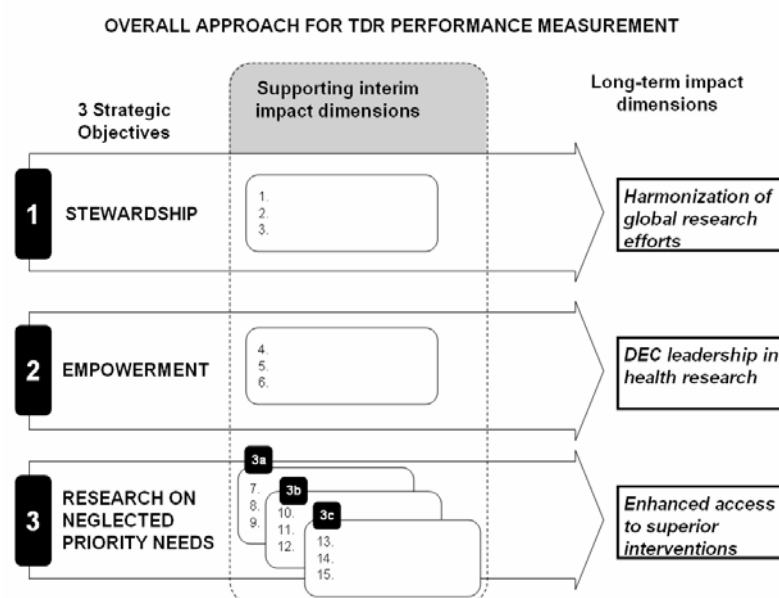 OVERALL APPROACH FOR TDR PERFORMANCE MEASUREMENT
3 Strategic
Objectives
Supporting interim
impact dimensions
Long-term impact
dimensions
1
STEWARDSHIP
1.
2.
3.
Harmonization of
global research
efforts
2
EMPOWERMENT
4.
5.
6.
DEC leadership in
health research
3
RESEARCH ON
NEGLECTED
PRIORITY NEEDS
3a
7.
8.
9.
3b
10.
11.
12.
3c
13.
14.
15.
Enhanced access
to superior
interventions